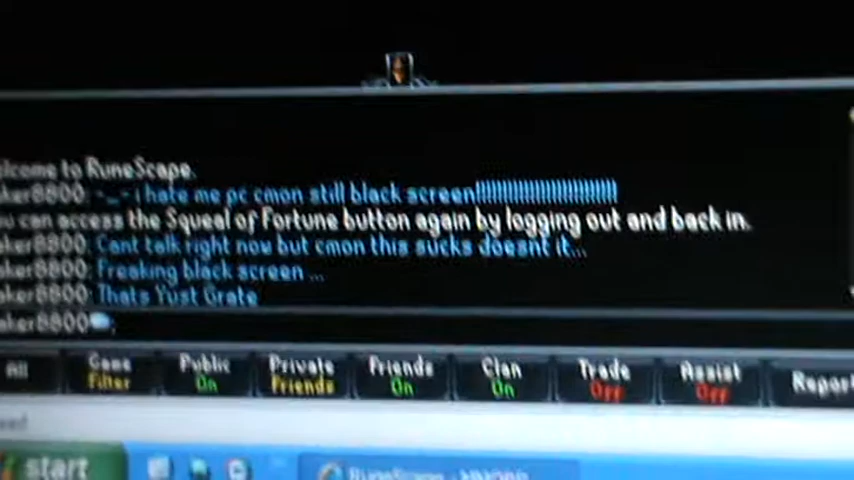 elcome to RuneScape.
ker8800: -_- i hate me pc cmon still black screen!!!!!!!!!!!!!!!!!!!!!!!!!!!!
ou can access the Squeal of Fortune button again by logging out and back in.
aker8800: Cant talk right now but cmon this sucks doesnt it...
aker8800: Freaking black screen ...
aker8800: Thats Yust Grate
aker8800
All Game Filter Public On Private Friends Friends On Clan On Trade Off Assist Off Report
start RuneScape -